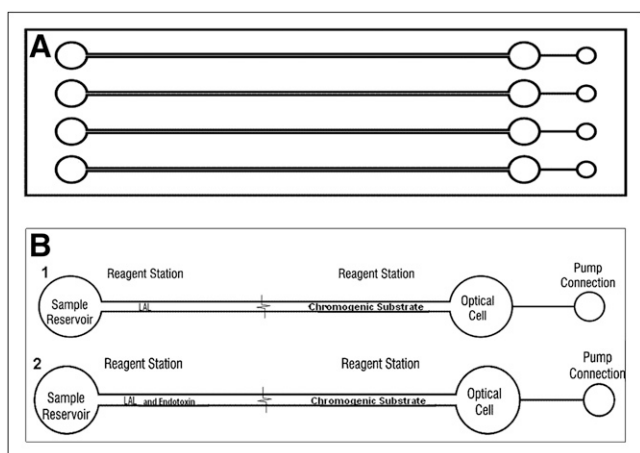 A
B
1
Reagent Station
Reagent Station
Pump
Connection
Sample
Reservoir
LAL
Chromogenic Substrate
Optical
Cell
2
Reagent Station
Reagent Station
Pump
Connection
Sample
Reservoir
LAL and Endotoxin
Chromogenic Substrate
Optical
Cell